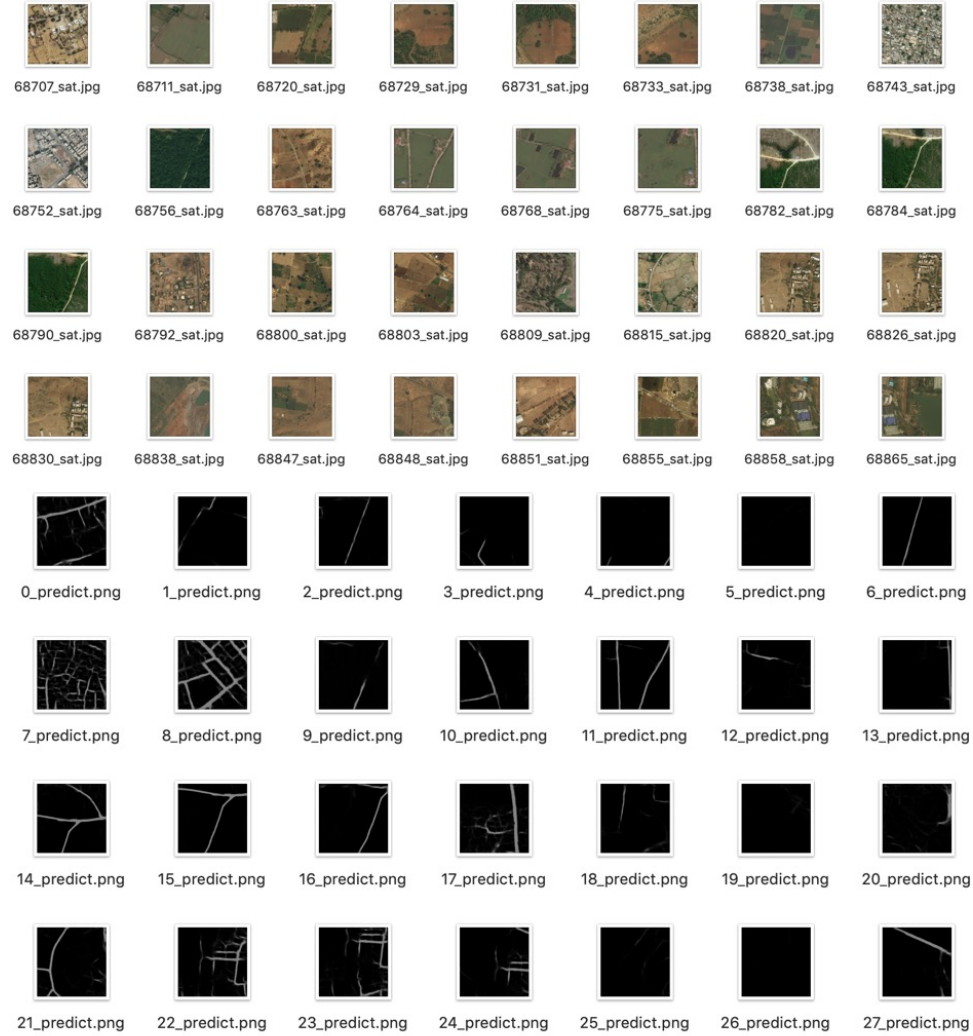 68707_sat.jpg 68711_sat.jpg 68720_sat.jpg 68729_sat.jpg 68731_sat.jpg 68733_sat.jpg 68738_sat.jpg 68743_sat.jpg
68752_sat.jpg 68756_sat.jpg 68763_sat.jpg 68764_sat.jpg 68768_sat.jpg 68775_sat.jpg 68782_sat.jpg 68784_sat.jpg
68790_sat.jpg 68792_sat.jpg 68800_sat.jpg 68803_sat.jpg 68809_sat.jpg 68815_sat.jpg 68820_sat.jpg 68826_sat.jpg
68830_sat.jpg 68838_sat.jpg 68847_sat.jpg 68848_sat.jpg 68851_sat.jpg 68855_sat.jpg 68858_sat.jpg 68865_sat.jpg
0_predict.png 1_predict.png 2_predict.png 3_predict.png 4_predict.png 5_predict.png 6_predict.png
7_predict.png 8_predict.png 9_predict.png 10_predict.png 11_predict.png 12_predict.png 13_predict.png
14_predict.png 15_predict.png 16_predict.png 17_predict.png 18_predict.png 19_predict.png 20_predict.png
21_predict.png 22_predict.png 23_predict.png 24_predict.png 25_predict.png 26_predict.png 27_predict.png